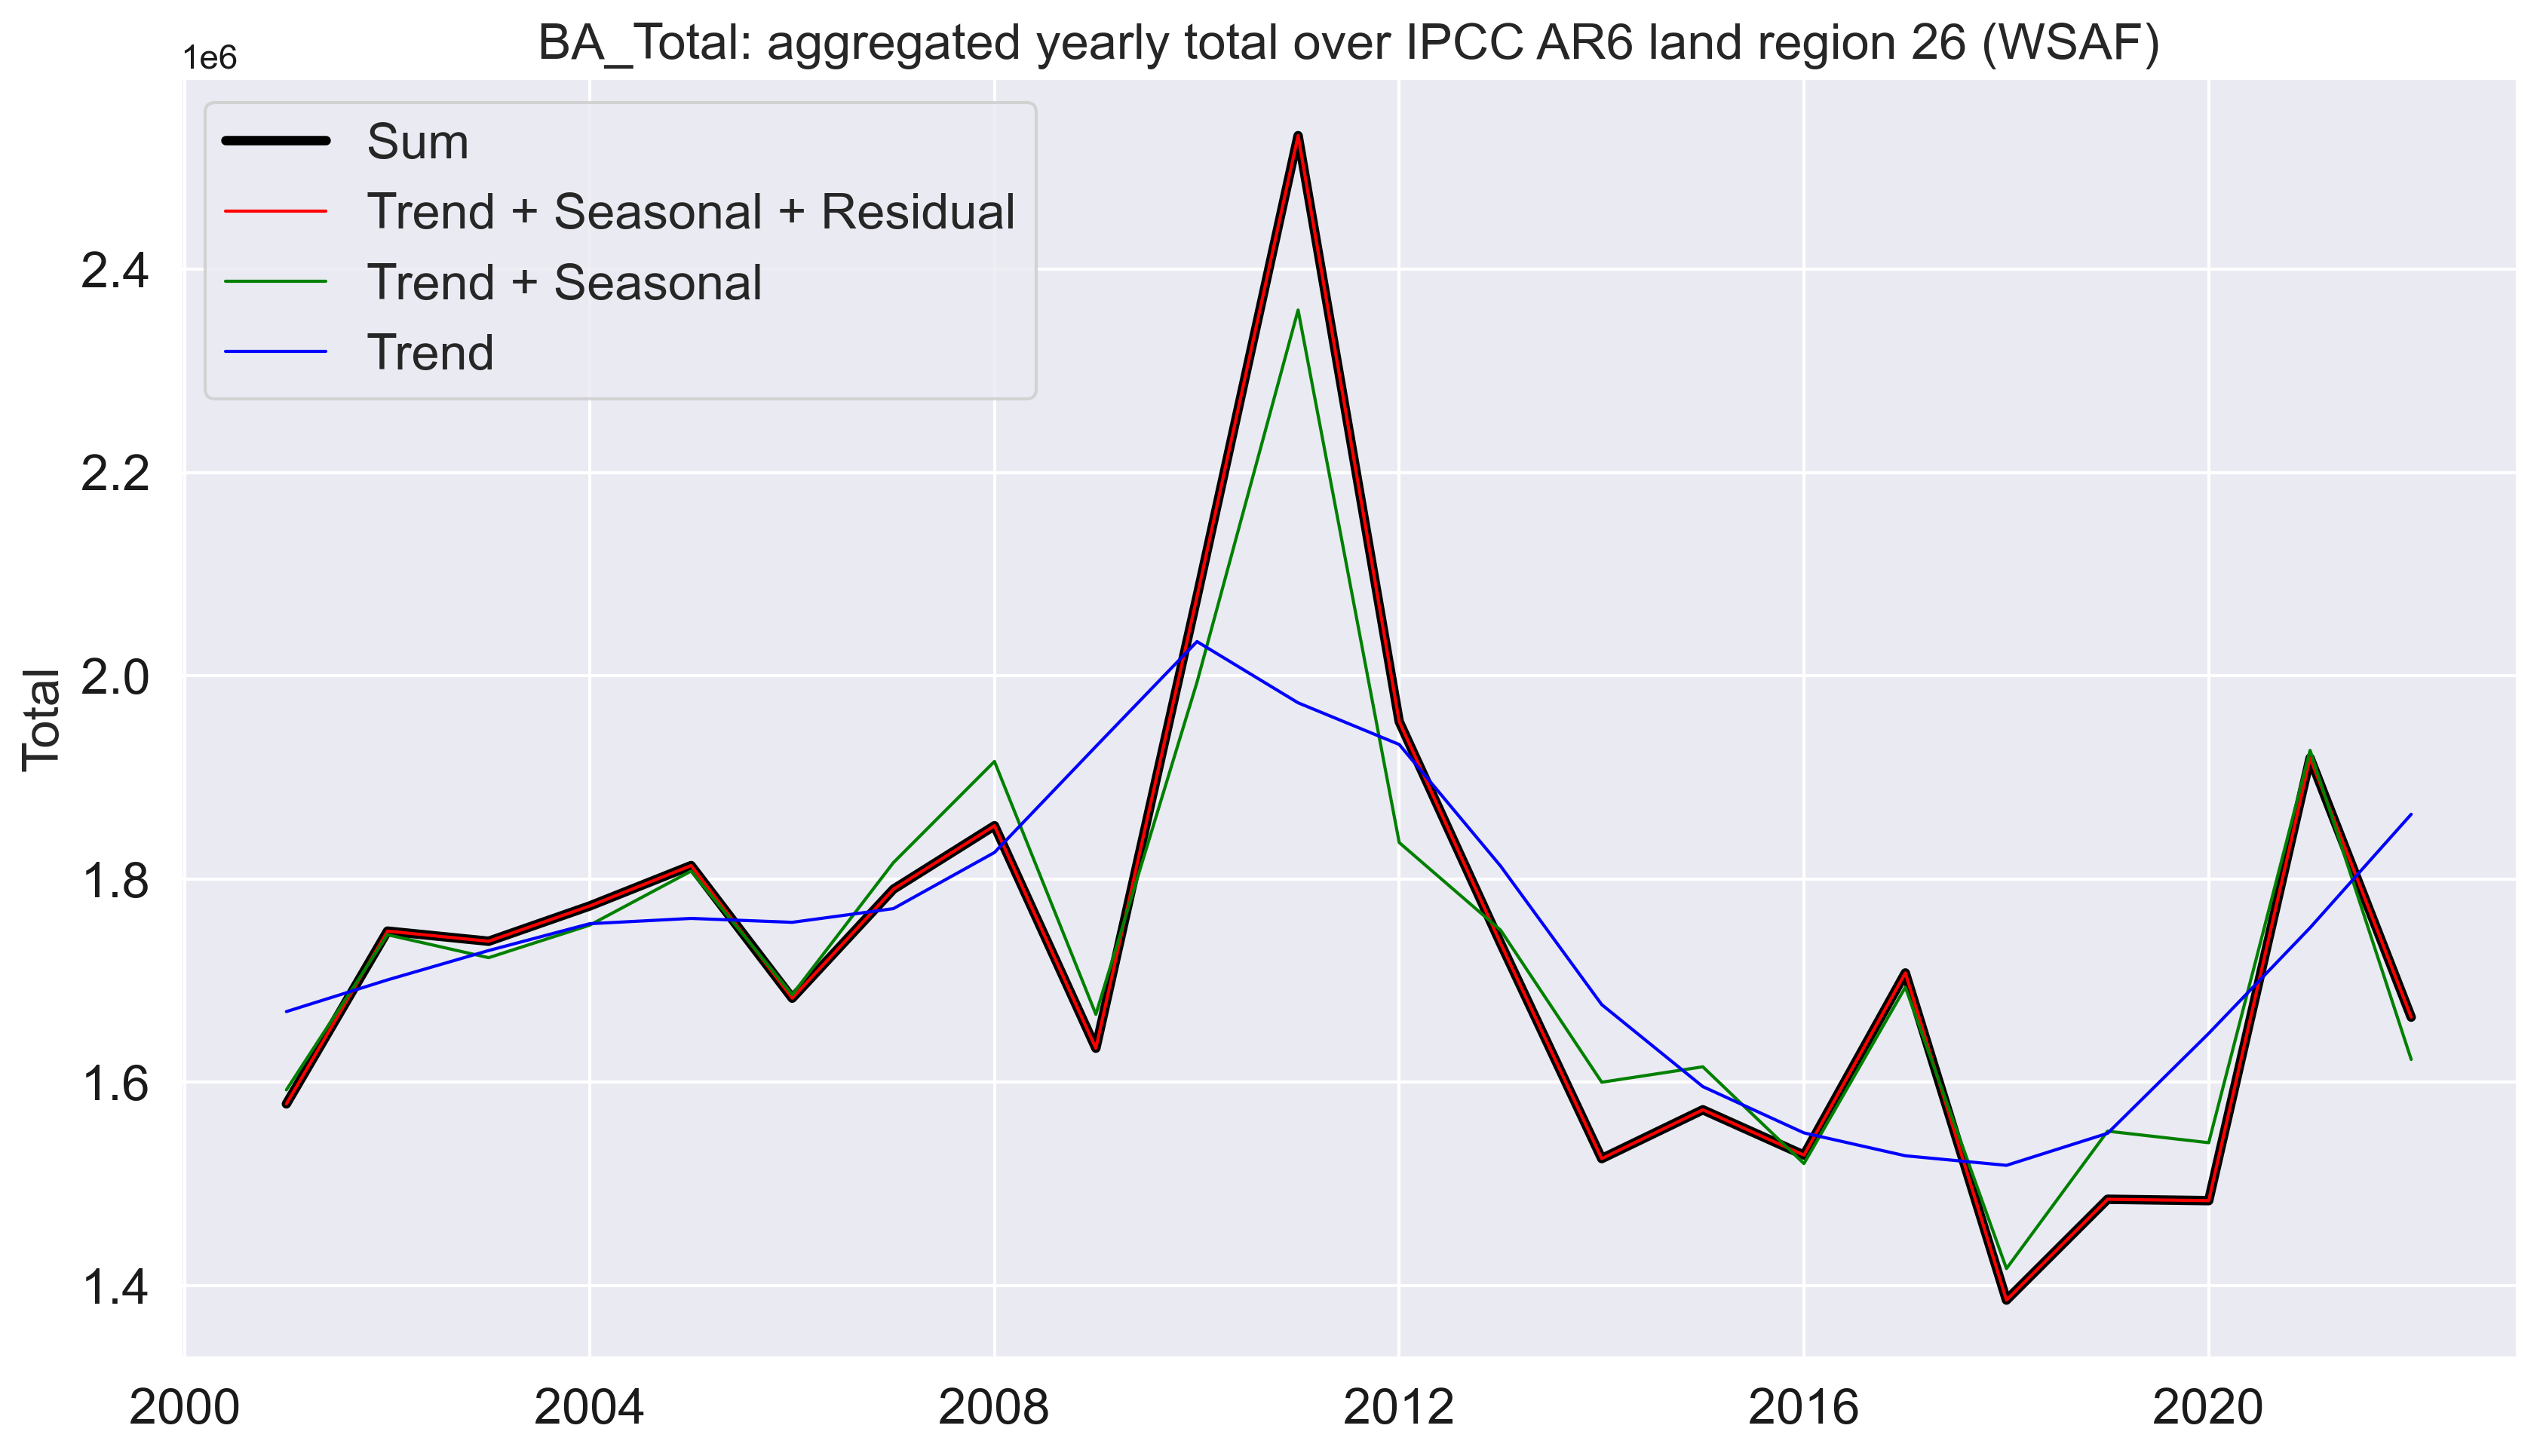 BA_Total: aggregated yearly total over IPCC AR6 land region 26 (WSAF)
1e6
Sum
Trend + Seasonal + Residual
Trend + Seasonal
Trend
2.4
2.2
2.0
1.8
1.6
1.4
Total
2000 2004 2008 2012 2016 2020